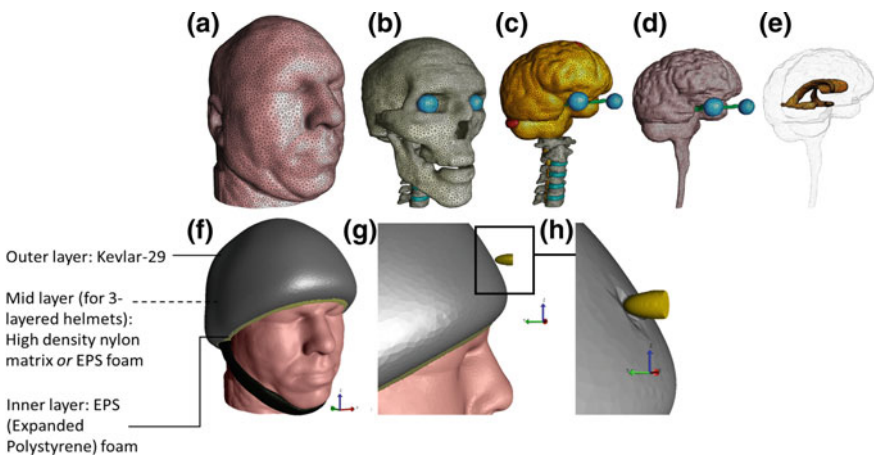 (a)
(b)
(c)
(d)
(e)
(f)
(g)
(h)
Outer layer: Kevlar-29
Mid layer (for 3-
layered helmets):
High density nylon
matrix or EPS foam
Inner layer: EPS
(Expanded
Polystyrene) foam